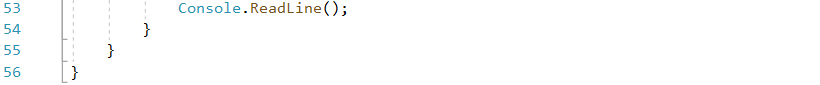 53 Console.ReadLine();
54 }
55 }
56 }